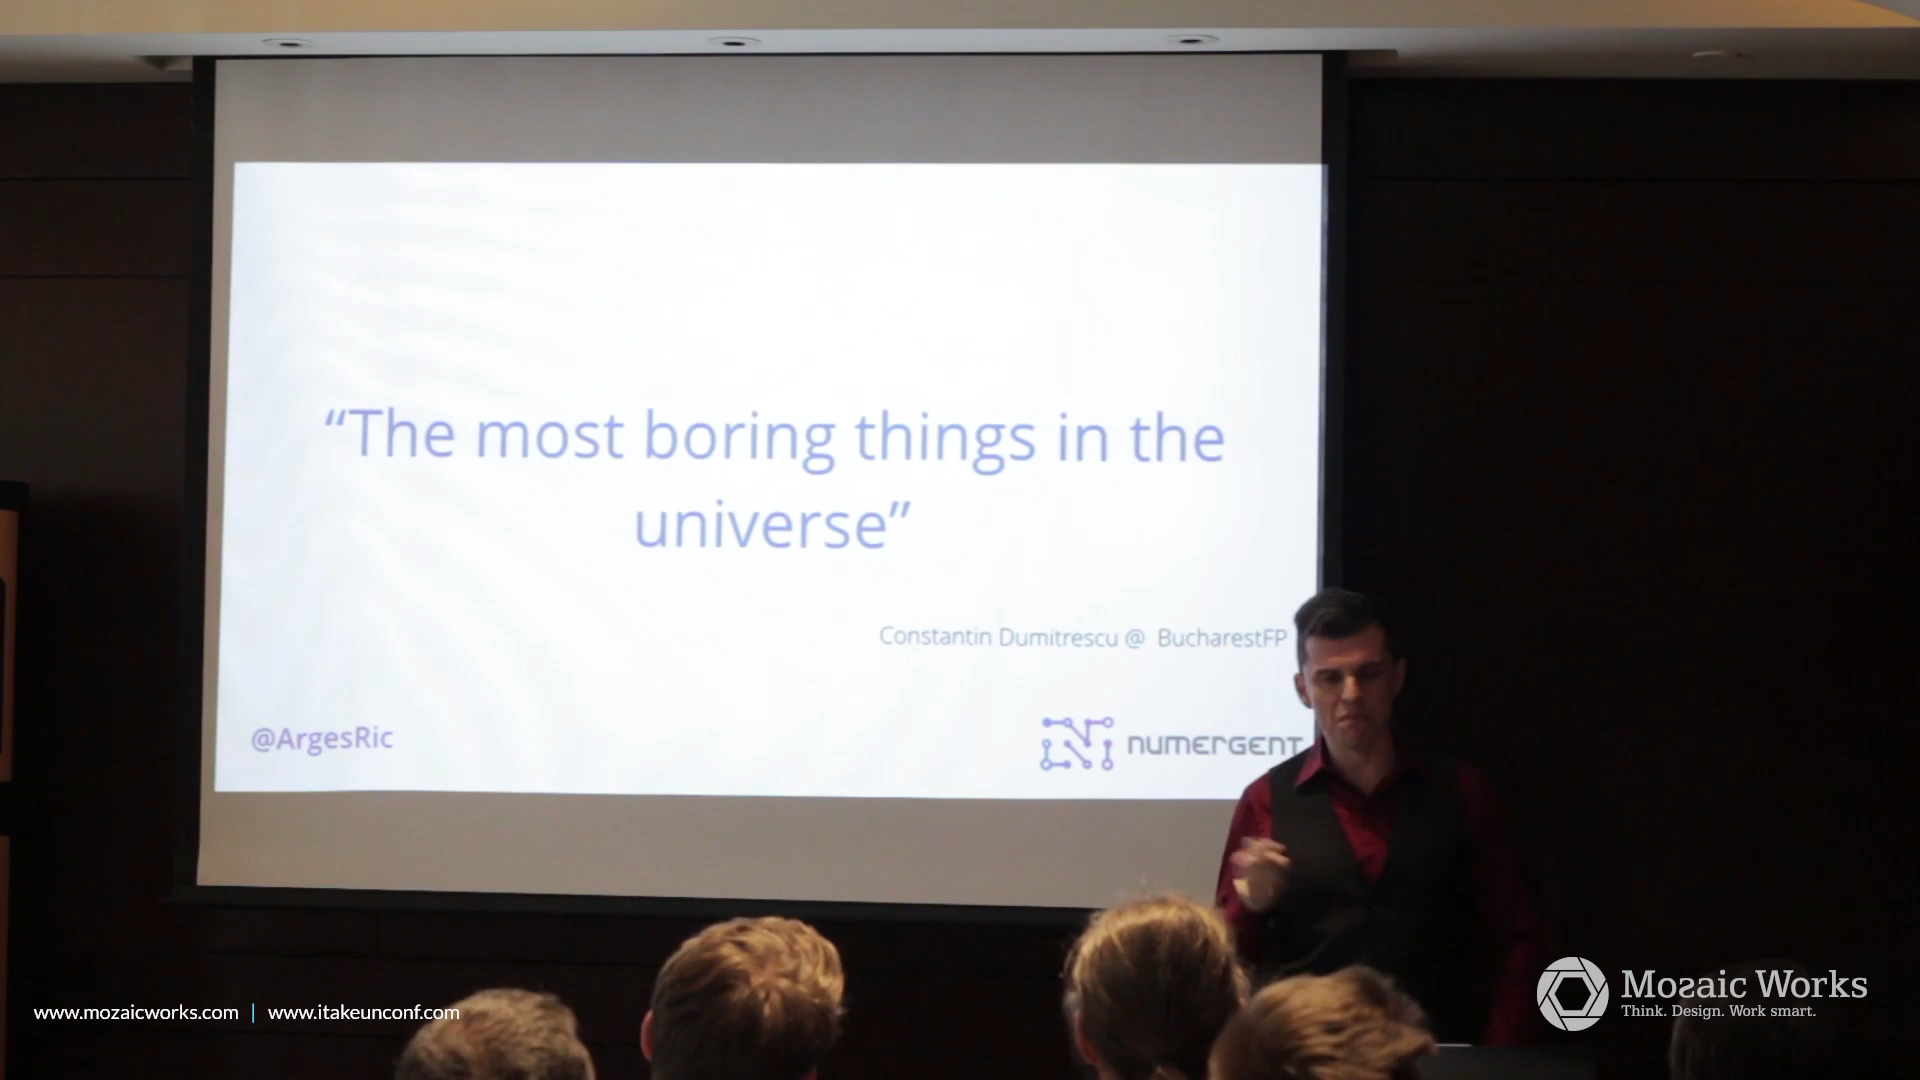 “The most boring things in the
universe”
Constantin Dumitrescu @ BucharestFP
@ArgesRic
NUMERGENT
www.mozaicworks.com | www.itakeunconf.com
Mozaic Works
Think. Design. Work smart.